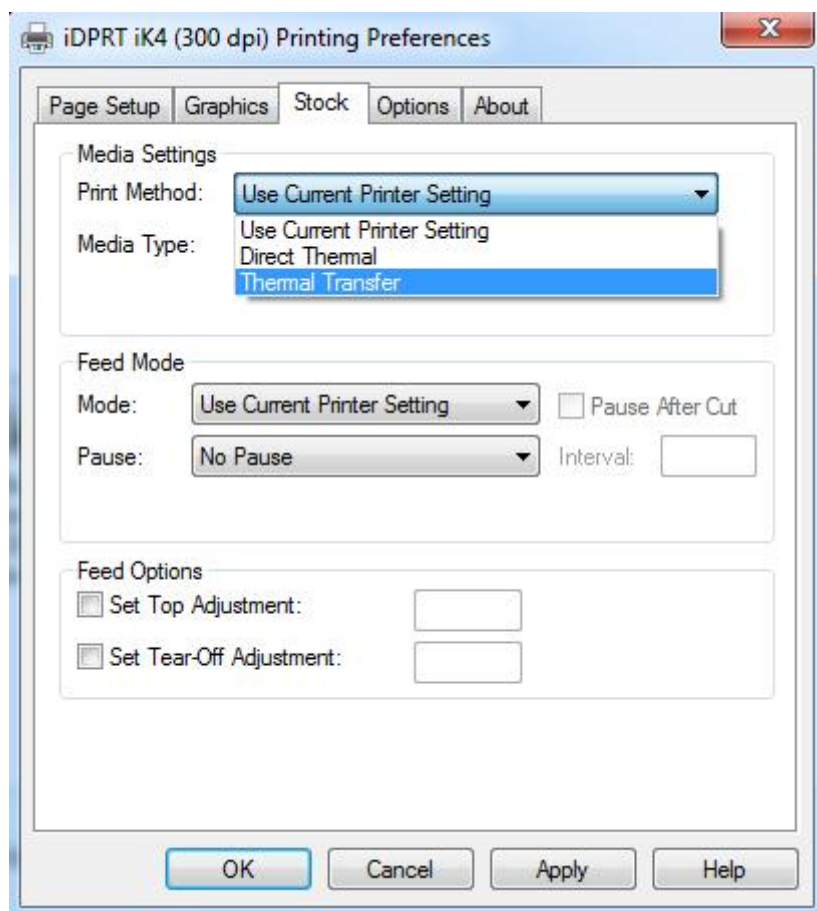 iDPRT iK4 (300 dpi) Printing Preferences
Page Setup Graphics Stock Options About
Media Settings
Print Method: Use Current Printer Setting
Use Current Printer Setting
Media Type:
Direct Thermal
Thermal Transfer
Feed Mode
Mode: Use Current Printer Setting Pause After Cut
Pause: No Pause Interval:
Feed Options
Set Top Adjustment:
Set Tear-Off Adjustment:
OK Cancel Apply Help